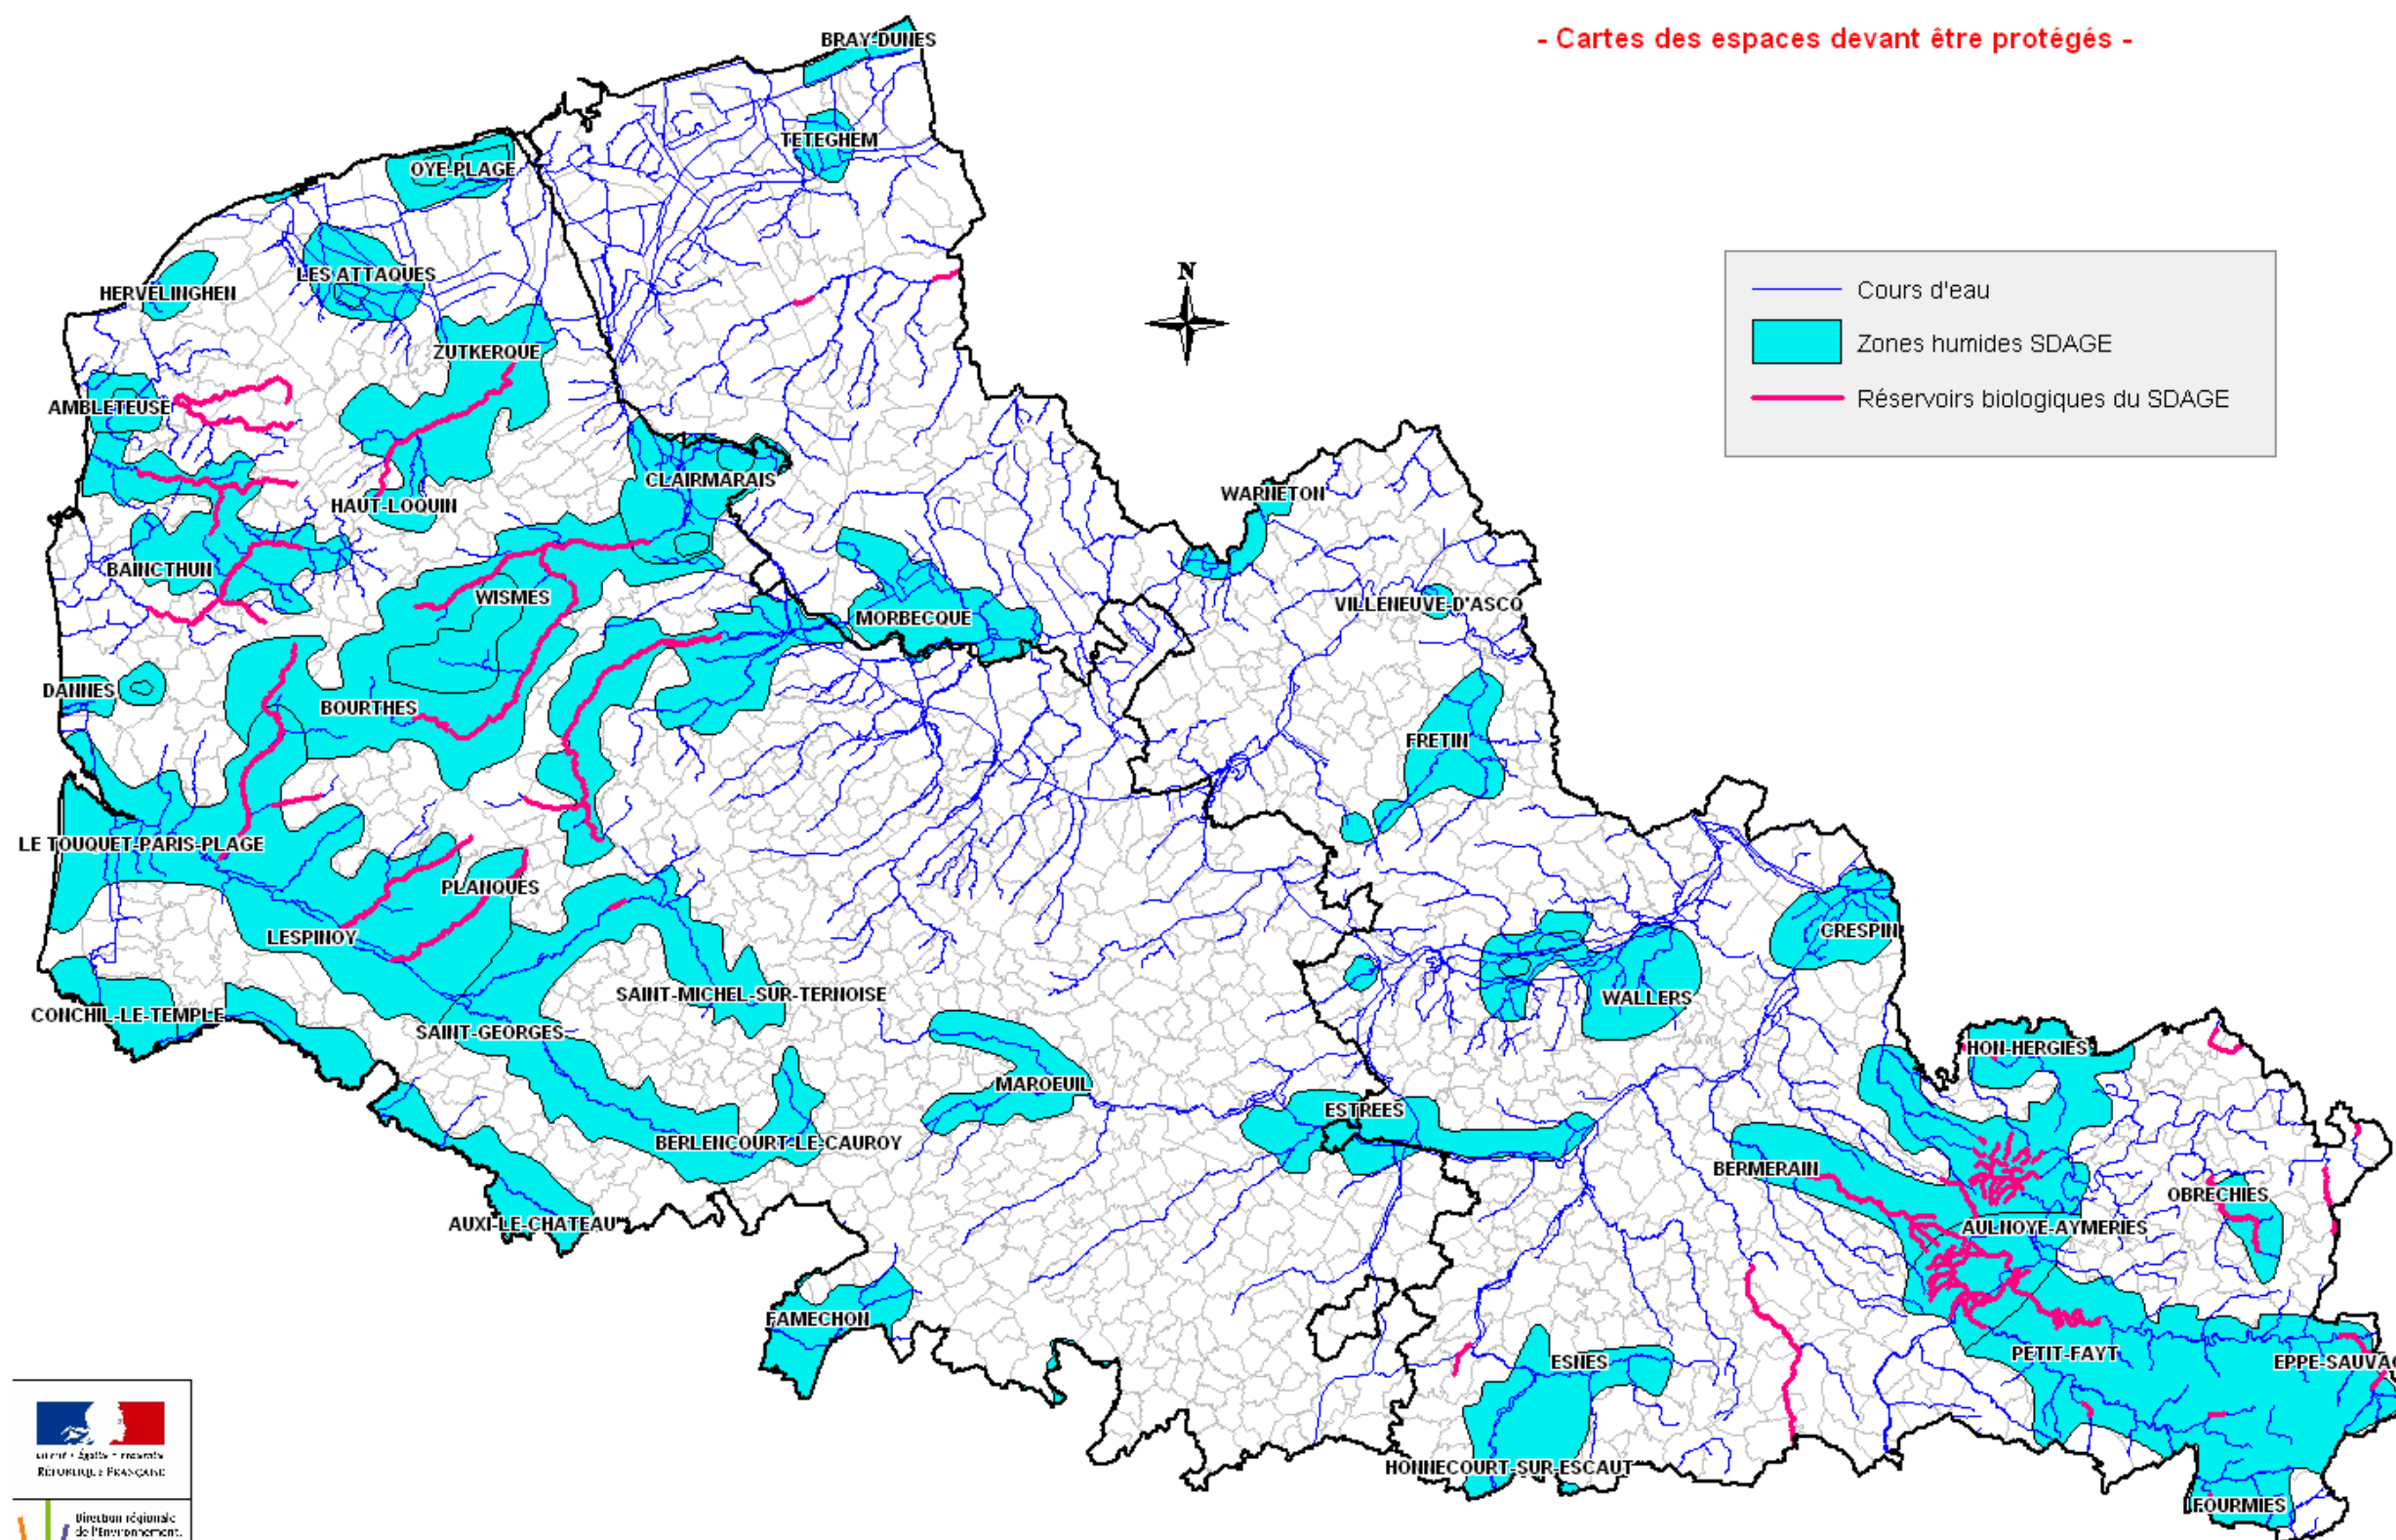 - Cartes des espaces devant être protégés -
BRAY-DUNES
TETEGHEM
OYE-PLAGE
LES ATTAQUES
HERVELINGHEN
N
Cours d'eau
Zones humides SDAGE
Réservoirs biologiques du SDAGE
ZUTKERQUE
AMBLETEUSE
CLAIRMARAIS
HAUT-LOQUIN
WARNETON
BAINCTHUN
WISMES
VILLENEUVE-D'ASCQ
MORBECQUE
DANNES
BOURTHES
FRETIN
LE TOUQUET-PARIS-PLAGE
PLANQUES
LESPINOY
CRESPIN
SAINT-MICHEL-SUR-TERNOISE
WALLERS
CONCHIL-LE-TEMPLE
SAINT-GEORGES
HON-HERGIES
MAROEUIL
ESTREES
BERLENCOURT-LE-CAUROY
BERMERAIN
OBRECHIES
AUXI-LE-CHATEAU
AULNOYE-AYMERIES
FAMECHON
ESNES
PETIT-FAYT
EPPE-SAUVAG
HONNECOURT-SUR-ESCAUT
FOURMIES
RÉPUBLIQUE FRANÇAISE
Direction régionale
de l'Environnement,